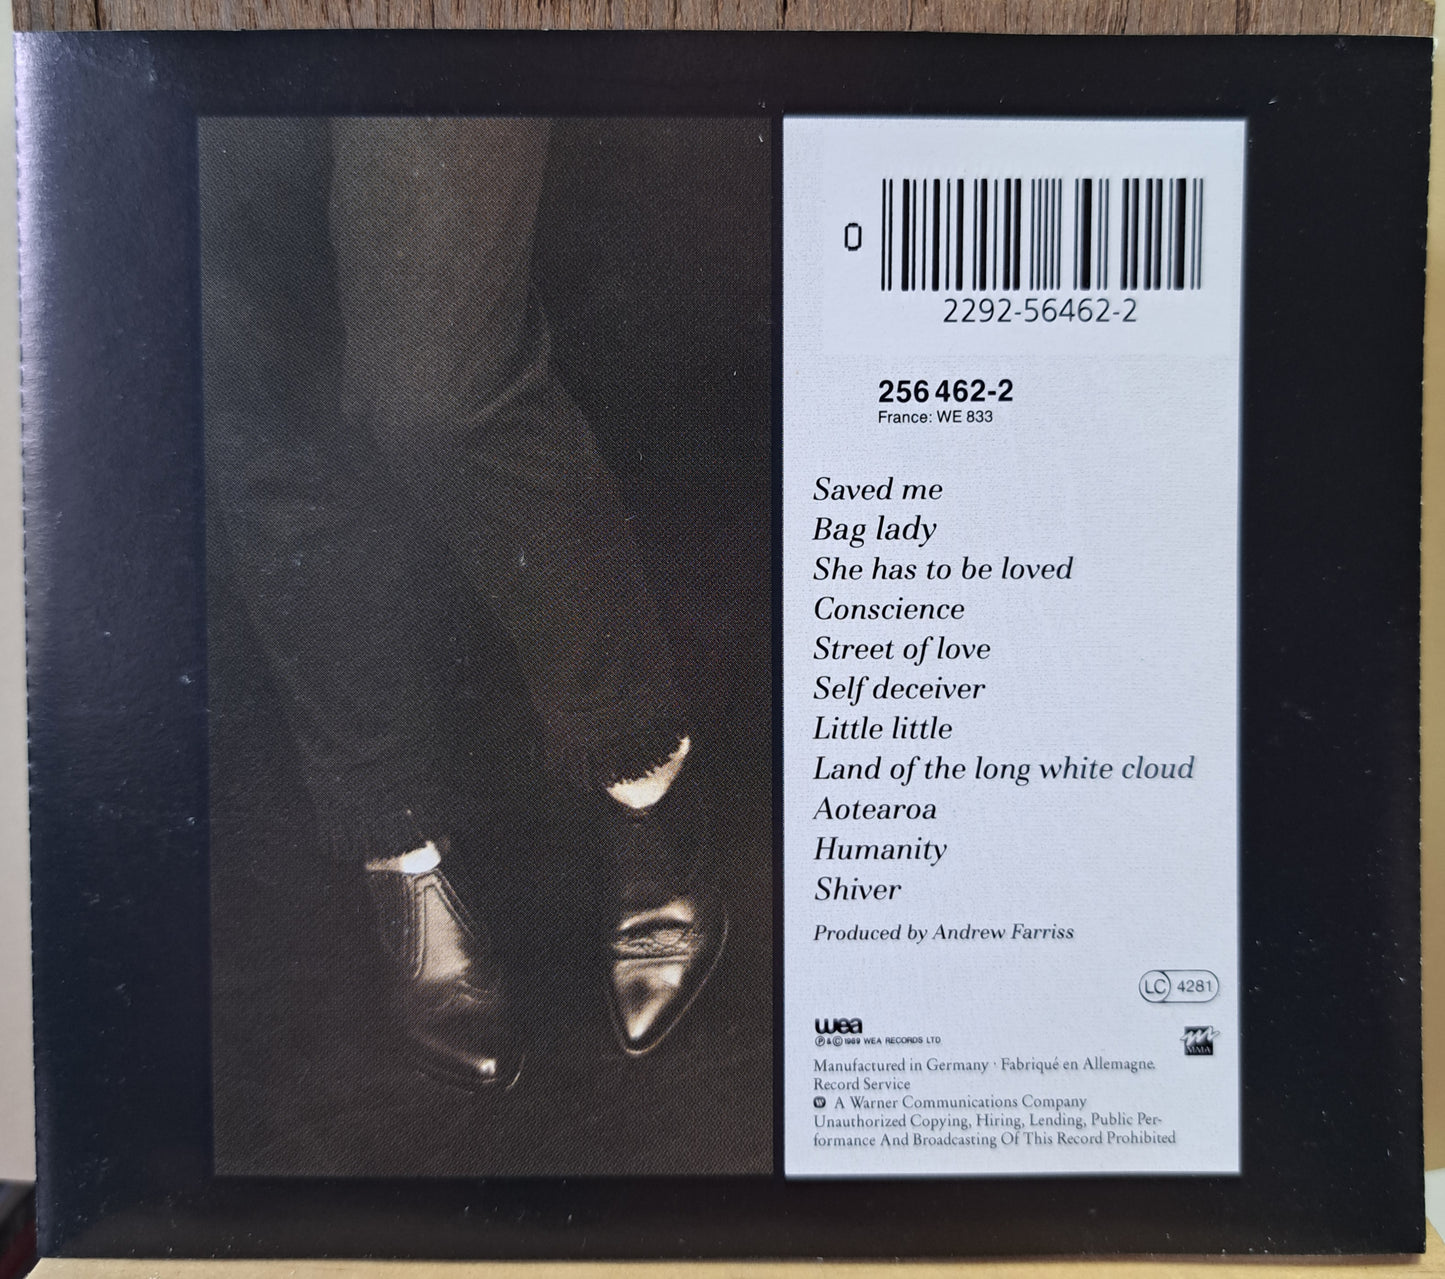 0
2292-56462-2
256 462-2
France: WE 833
Saved me
Bag lady
She has to be loved
Conscience
Street of love
Self deceiver
Little little
Land of the long white cloud
Aotearoa
Humanity
Shiver
Produced by Andrew Farriss
LC 4281
wea
℗ & © 1989 WEA RECORDS LTD
MMA
Manufactured in Germany · Fabriqué en Allemagne.
Record Service
A Warner Communications Company
Unauthorized Copying, Hiring, Lending, Public Per-
formance And Broadcasting Of This Record Prohibited